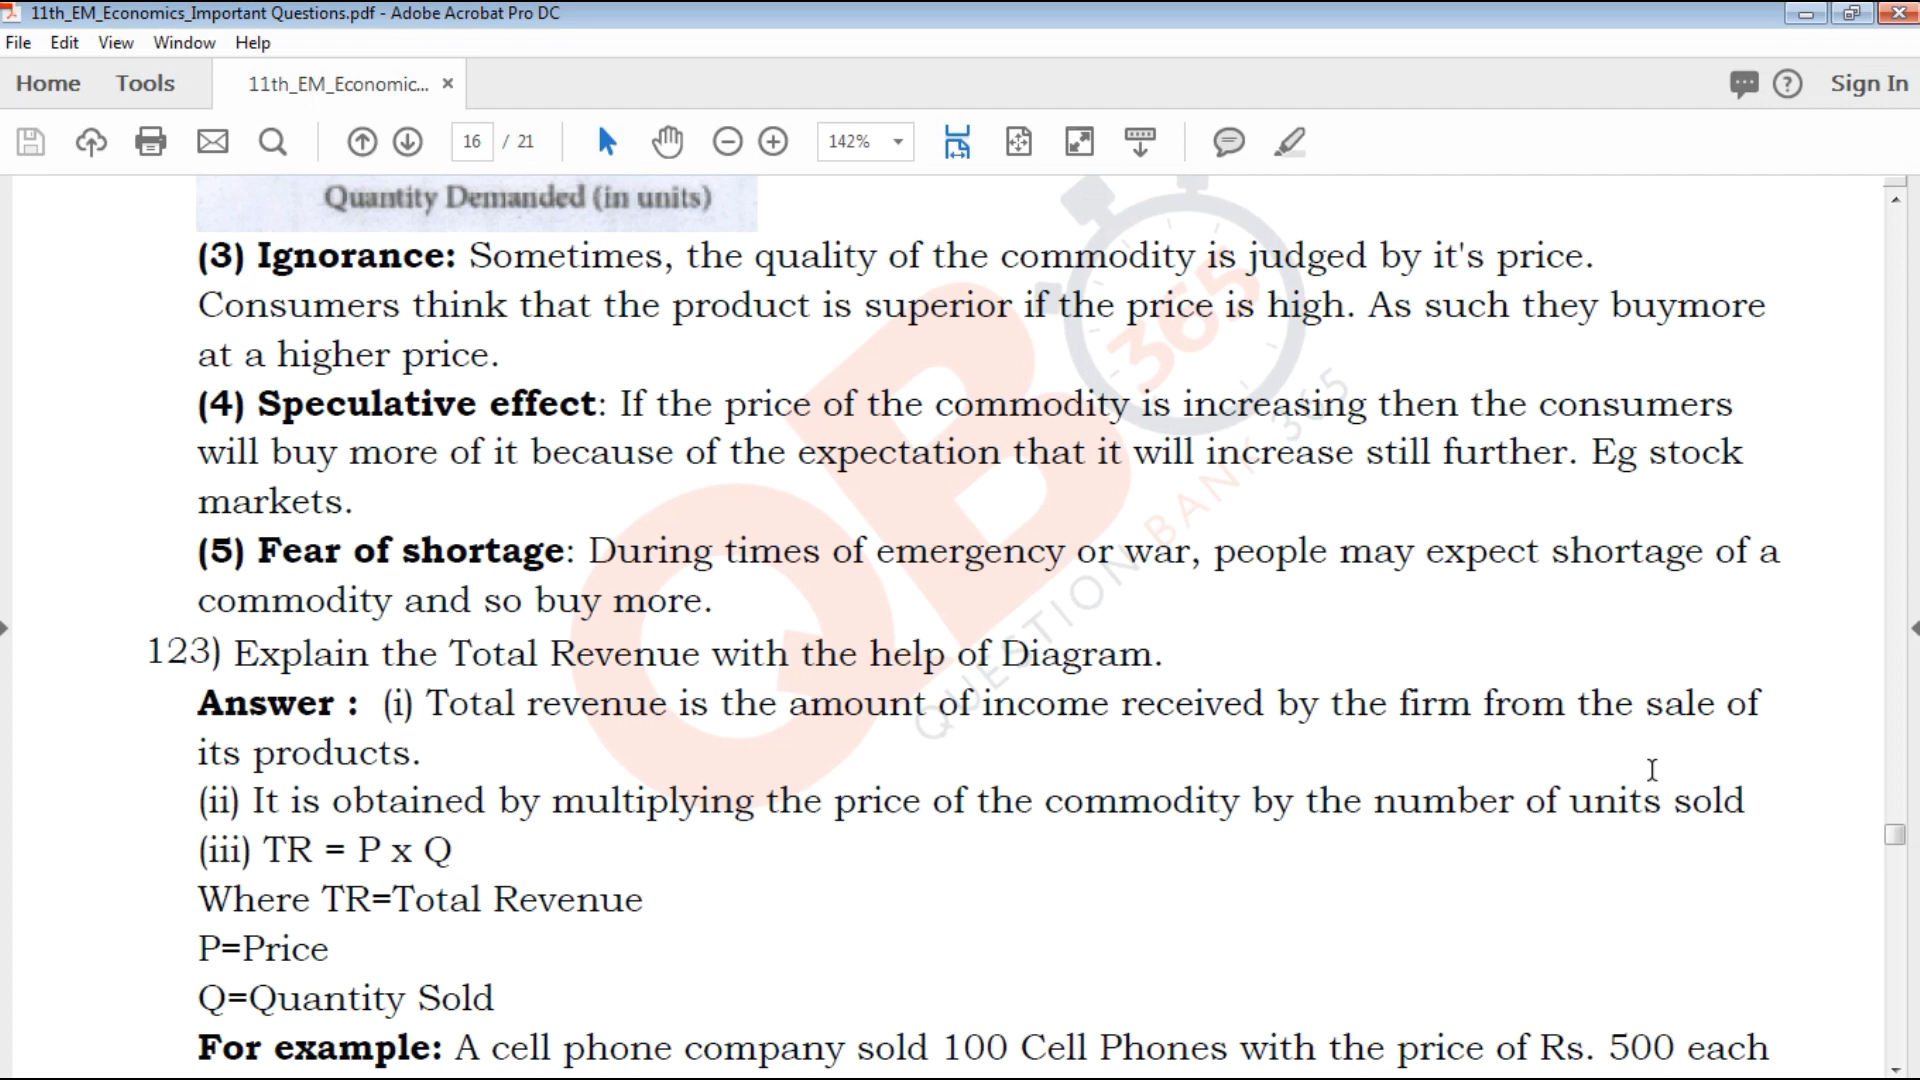 11th_EM_Economics_Important Questions.pdf - Adobe Acrobat Pro DC
File Edit View Window Help
Home Tools 11th_EM_Economic... × Sign In
16 / 21 142%
Quantity Demanded (in units)
(3) Ignorance: Sometimes, the quality of the commodity is judged by it's price.
Consumers think that the product is superior if the price is high. As such they buymore
at a higher price.
(4) Speculative effect: If the price of the commodity is increasing then the consumers
will buy more of it because of the expectation that it will increase still further. Eg stock
markets.
(5) Fear of shortage: During times of emergency or war, people may expect shortage of a
commodity and so buy more.
123) Explain the Total Revenue with the help of Diagram.
Answer : (i) Total revenue is the amount of income received by the firm from the sale of
its products.
(ii) It is obtained by multiplying the price of the commodity by the number of units sold
(iii) TR = P x Q
Where TR=Total Revenue
P=Price
Q=Quantity Sold
For example: A cell phone company sold 100 Cell Phones with the price of Rs. 500 each
QB
365
QUESTION BANK 365